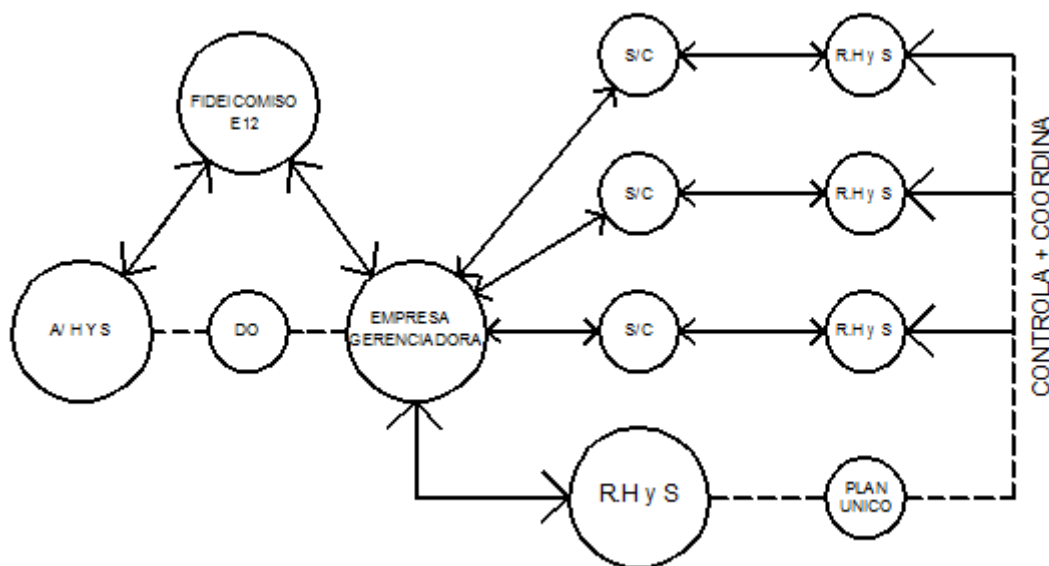 S/C
R.H y S
FIDEICOMISO
E12
S/C
R.H y S
A/ H Y S
DO
EMPRESA
GERENCIADORA
S/C
R.H y S
CONTROLA + COORDINA
R.H y S
PLAN
UNICO